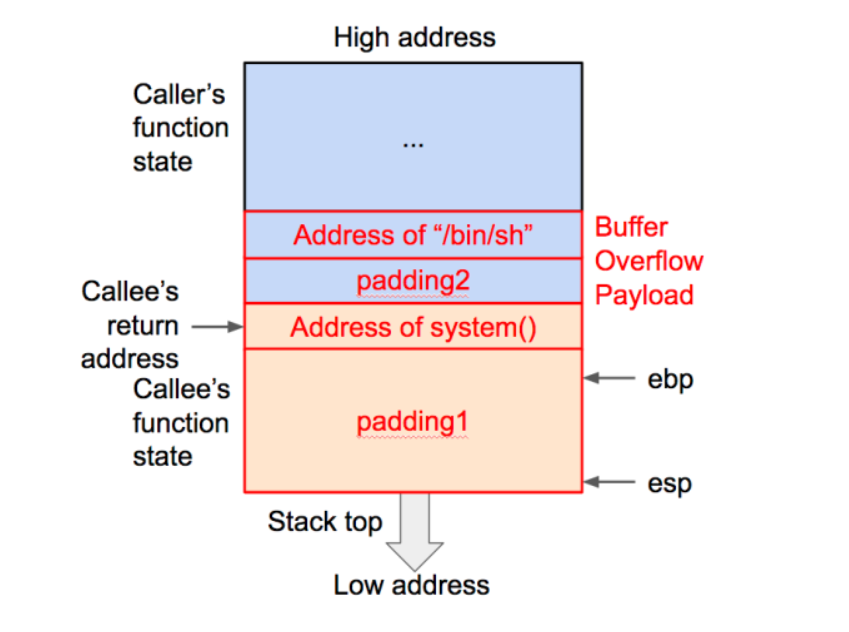 High address
Caller's
function
state
...
Address of “/bin/sh”
Buffer
Overflow
Payload
padding2
Callee's
return
address
Address of system()
Callee's
function
state
ebp
padding1
esp
Stack top
Low address